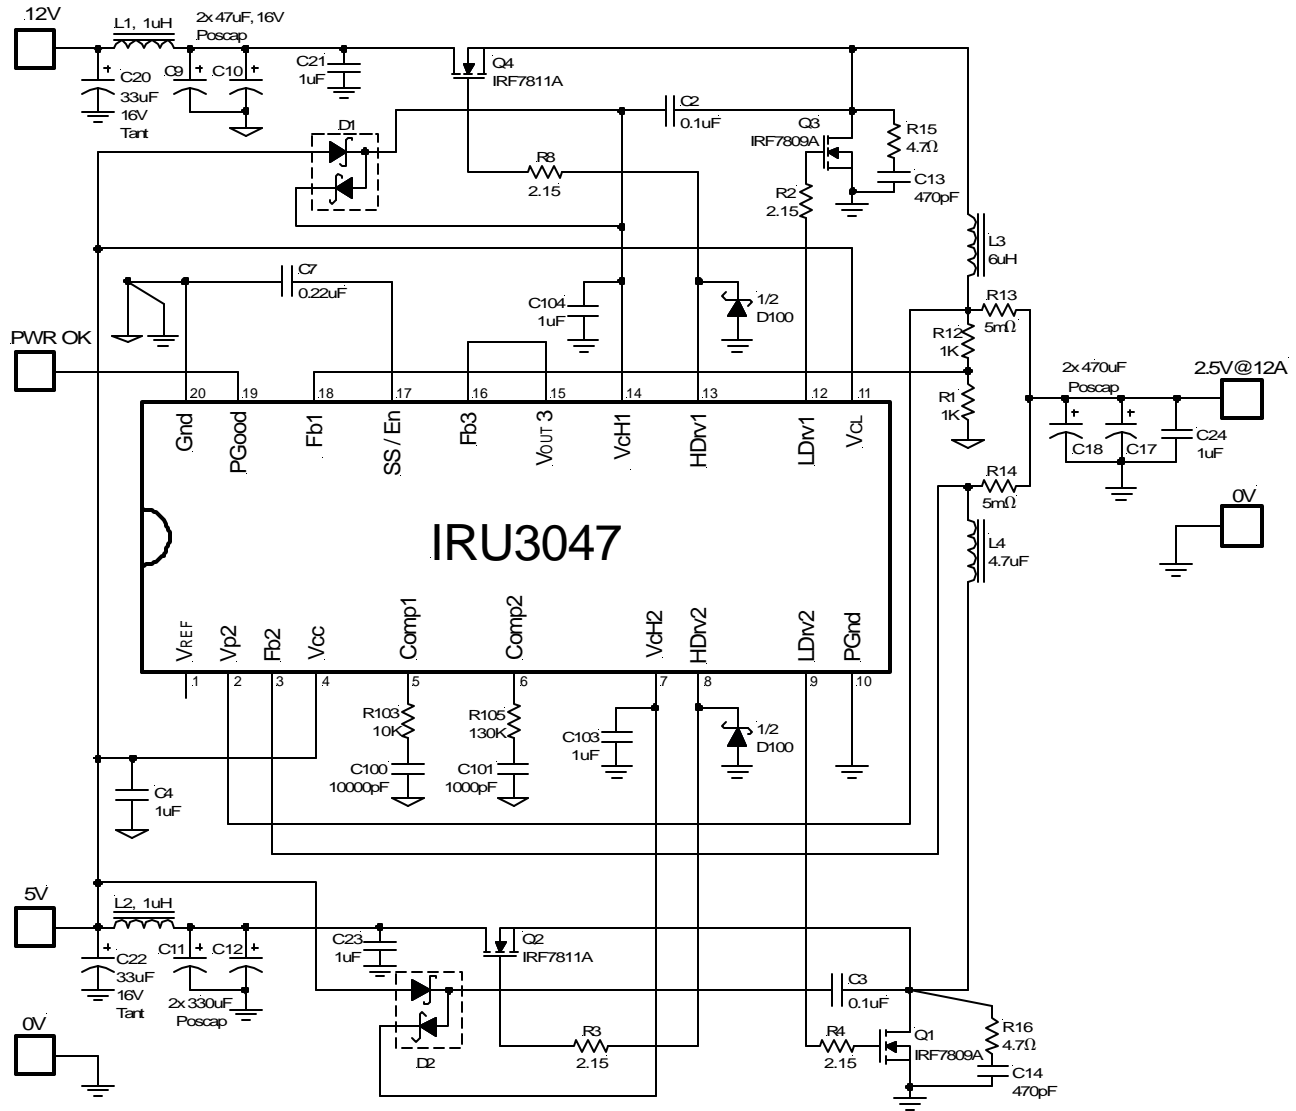 12V
L1, 1uH
2x 47uF, 16V
Poscap
C20
33uF
16V
Tant
C9
C10
C21
1uF
Q4
IRF7811A
C2
0.1uF
D1
R8
2.15
Q3
IRF7809A
R15
4.7Ω
C13
470pF
R2
2.15
L3
6uH
C7
0.22uF
C104
1uF
1/2
D100
R13
5mΩ
R12
1K
R1
1K
PWR OK
2x 470uF
Poscap
2.5V@12A
C18
C17
C24
1uF
20
19
18
17
16
15
14
13
12
11
Gnd
PGood
Fb1
SS / En
Fb3
VOUT 3
VcH1
HDrv1
LDrv1
VCL
R14
5mΩ
0V
IRU3047
L4
4.7uF
VREF
Vp2
Fb2
Vcc
Comp1
Comp2
VcH2
HDrv2
LDrv2
PGnd
1
2
3
4
5
6
7
8
9
10
R103
10K
C100
10000pF
R105
130K
C101
1000pF
C103
1uF
1/2
D100
C4
1uF
5V
L2, 1uH
C22
33uF
16V
Tant
C11
C12
2x 330uF
Poscap
C23
1uF
Q2
IRF7811A
D2
C3
0.1uF
R3
2.15
R4
2.15
Q1
IRF7809A
R16
4.7Ω
C14
470pF
0V